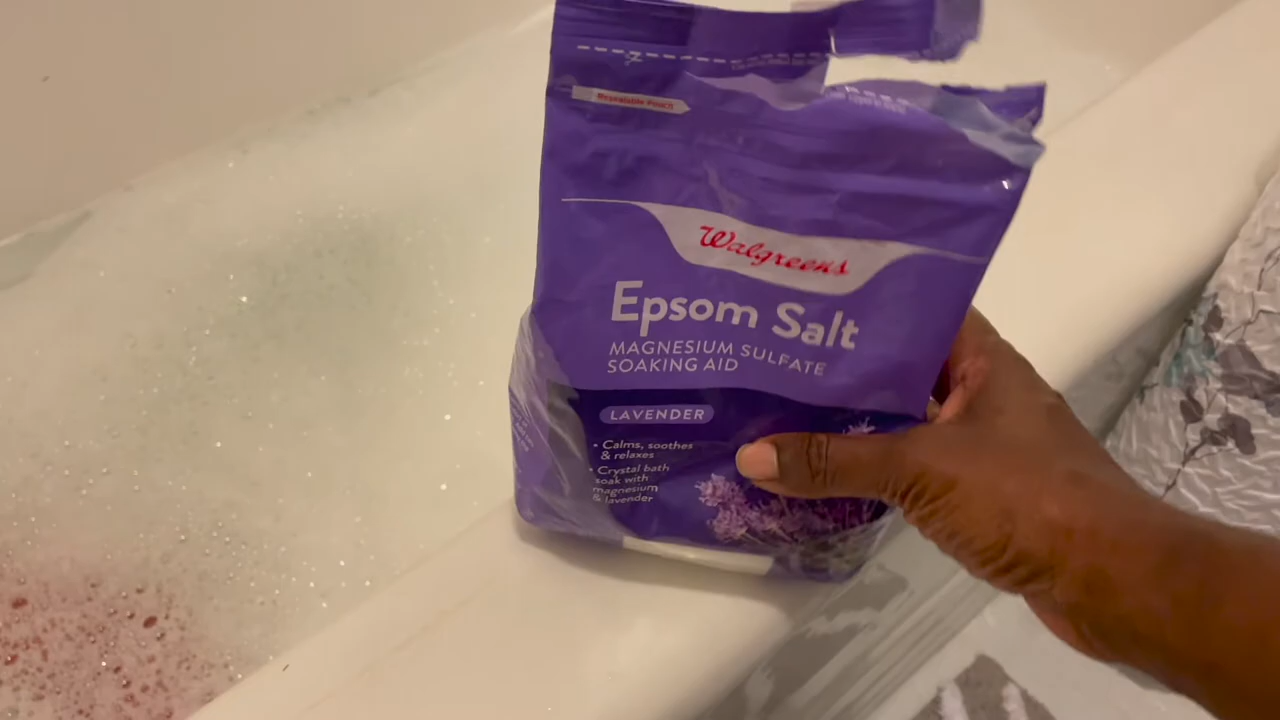 Resealable Pouch
Walgreens
Epsom Salt
MAGNESIUM SULFATE
SOAKING AID
LAVENDER
• Calms, soothes
& relaxes
• Crystal bath
soak with
magnesium
& lavender